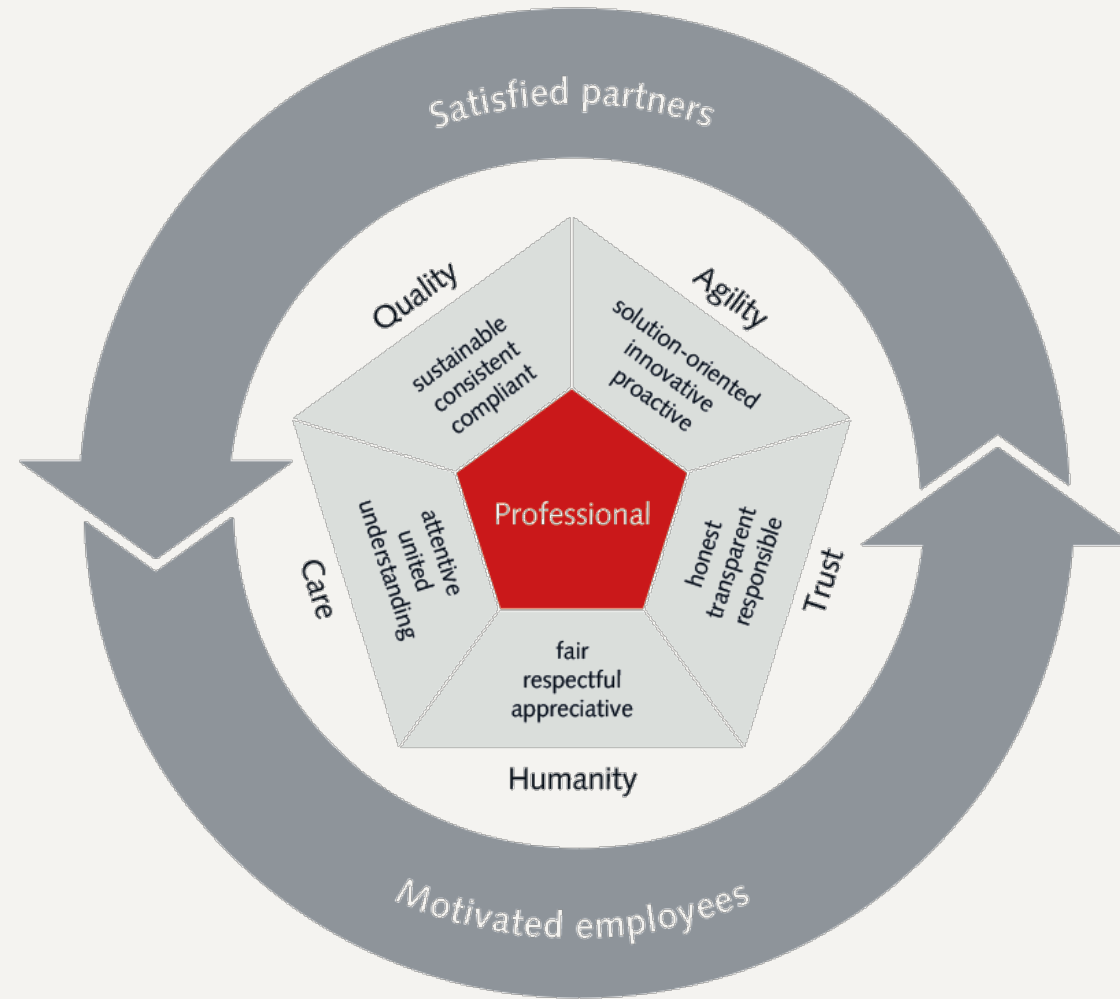 Satisfied partners
Quality
sustainable
consistent
compliant
Agility
solution-oriented
innovative
proactive
Professional
Care
attentive
united
understanding
Trust
honest
transparent
responsible
fair
respectful
appreciative
Humanity
Motivated employees